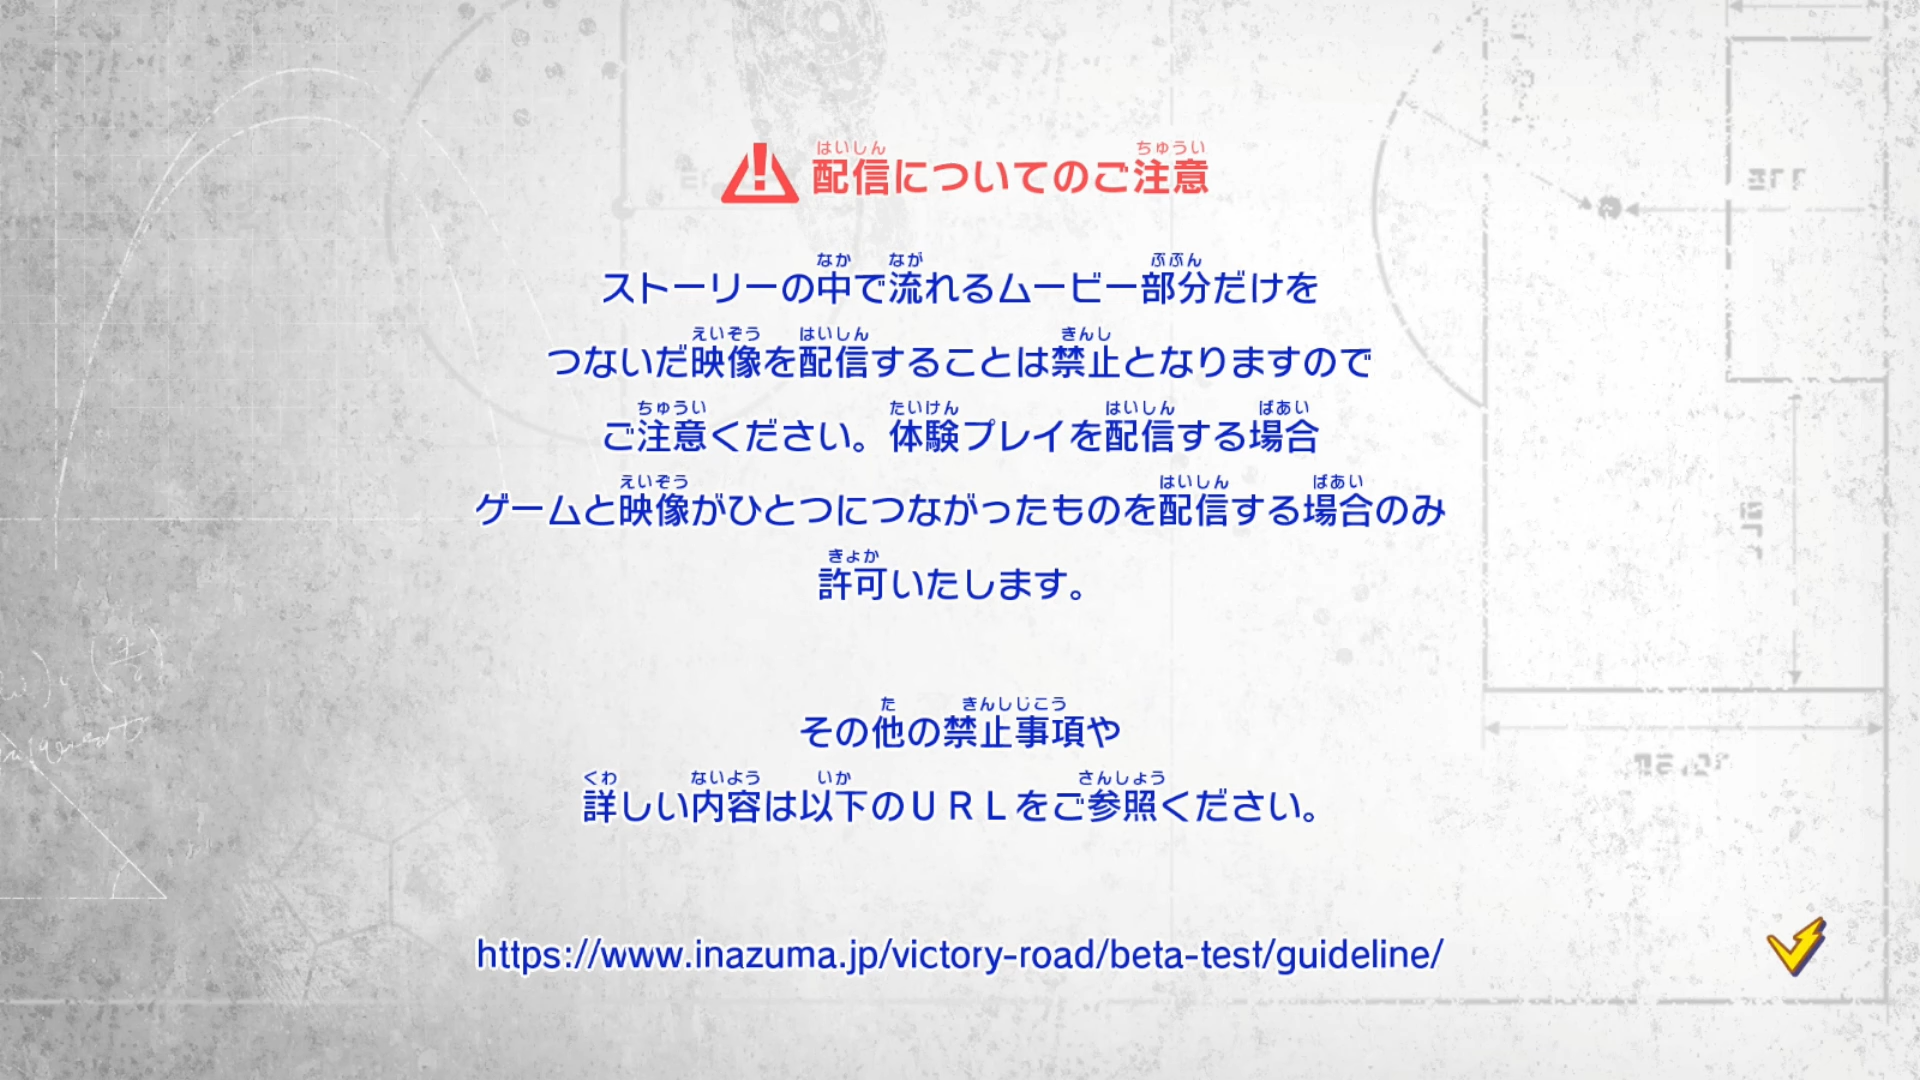 配信についてのご注意
ストーリーの中で流れるムービー部分だけを
つないだ映像を配信することは禁止となりますので
ご注意ください。体験プレイを配信する場合
ゲームと映像がひとつにつながったものを配信する場合のみ
許可いたします。
その他の禁止事項や
詳しい内容は以下のＵＲＬをご参照ください。
https://www.inazuma.jp/victory-road/beta-test/guideline/